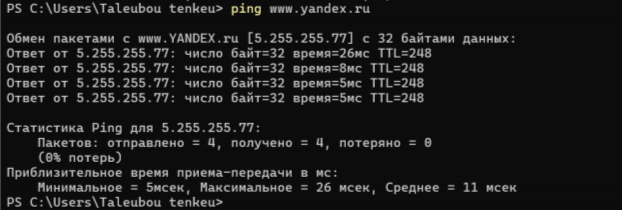 PS C:\Users\Taleubou tenkeu> ping www.yandex.ru
Обмен пакетами с www.YANDEX.ru [5.255.255.77] с 32 байтами данных:
Ответ от 5.255.255.77: число байт=32 время=26мс TTL=248
Ответ от 5.255.255.77: число байт=32 время=8мс TTL=248
Ответ от 5.255.255.77: число байт=32 время=5мс TTL=248
Ответ от 5.255.255.77: число байт=32 время=5мс TTL=248
Статистика Ping для 5.255.255.77:
Пакетов: отправлено = 4, получено = 4, потеряно = 0
(0% потерь)
Приблизительное время приема-передачи в мс:
Минимальное = 5мсек, Максимальное = 26 мсек, Среднее = 11 мсек
PS C:\Users\Taleubou tenkeu>